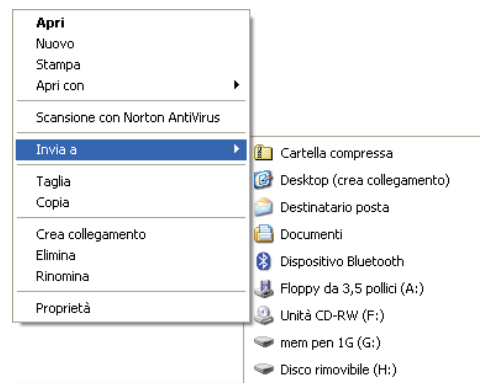 Apri
Nuovo
Stampa
Apri con
Scansione con Norton AntiVirus
Invia a
Taglia
Copia
Crea collegamento
Elimina
Rinomina
Proprietà
Cartella compressa
Desktop (crea collegamento)
Destinatario posta
Documenti
Dispositivo Bluetooth
Floppy da 3,5 pollici (A:)
Unità CD-RW (F:)
mem pen 1G (G:)
Disco rimovibile (H:)